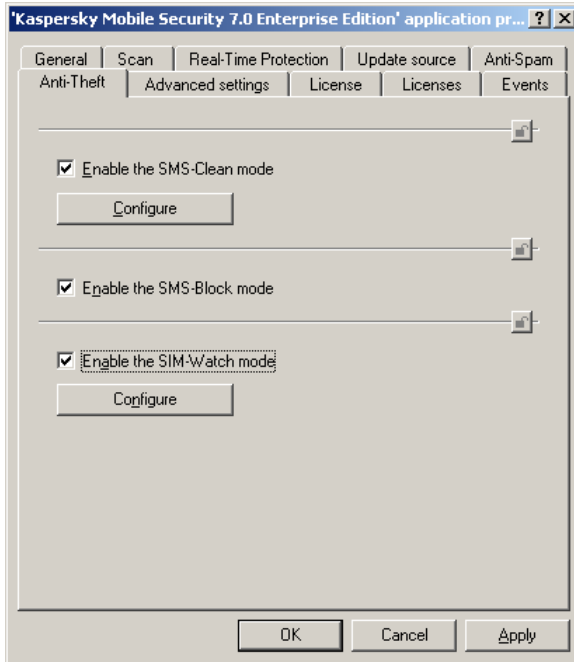 'Kaspersky Mobile Security 7.0 Enterprise Edition' application pr...
General Scan Real-Time Protection Update source Anti-Spam
Anti-Theft Advanced settings License Licenses Events
Enable the SMS-Clean mode
Configure
Enable the SMS-Block mode
Enable the SIM-Watch mode
Configure
OK Cancel Apply